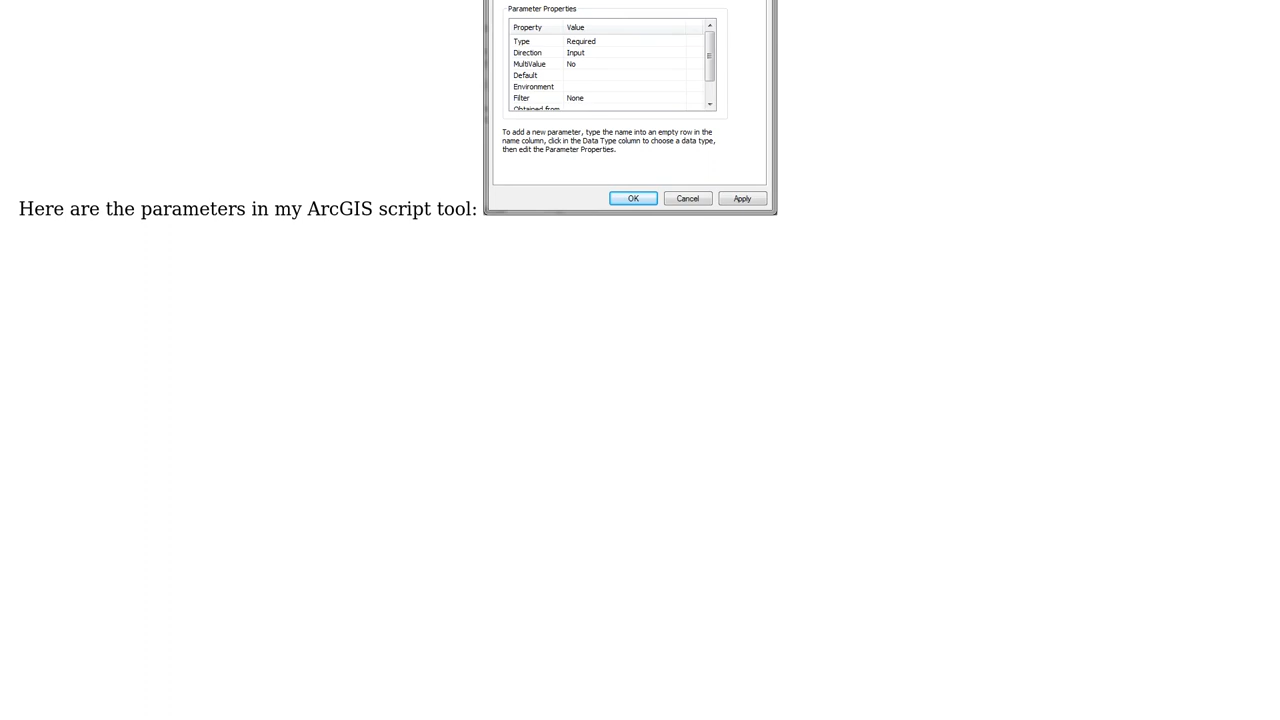 Parameter Properties
Property Value
Type Required
Direction Input
MultiValue No
Default
Environment
Filter None
Obtained from
To add a new parameter, type the name into an empty row in the
name column, click in the Data Type column to choose a data type,
then edit the Parameter Properties.
OK Cancel Apply
Here are the parameters in my ArcGIS script tool: